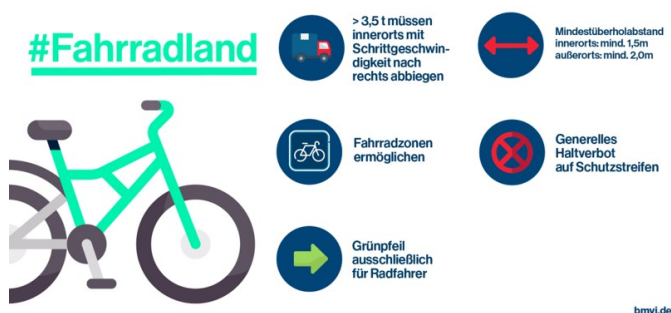 #Fahrradland
> 3,5 t müssen
innerorts mit
Schrittgeschwin-
digkeit nach
rechts abbiegen
Mindestüberholabstand
innerorts: mind. 1,5m
außerorts: mind. 2,0m
Fahrradzonen
ermöglichen
Generelles
Haltverbot
auf Schutzstreifen
Grünpfeil
ausschließlich
für Radfahrer
bmvi.de